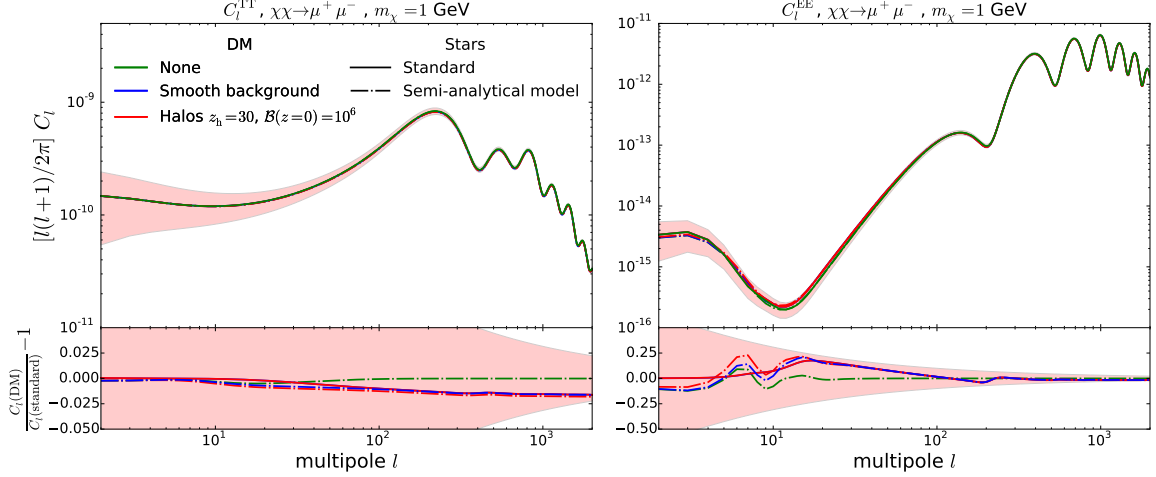 C_l^TT , χχ→μ⁺ μ⁻ , m_χ =1 GeV
DM
Stars
None
Standard
Smooth background
Semi-analytical model
Halos z_h=30, ℬ(z=0)=10⁶
[l(l+1)/2π] C_l
10⁻⁹
10⁻¹⁰
10⁻¹¹
C_l(DM)/C_l(standard) −1
0.025
0.000
−0.025
−0.050
10¹
10²
10³
multipole l
C_l^EE , χχ→μ⁺ μ⁻ , m_χ =1 GeV
10⁻¹¹
10⁻¹²
10⁻¹³
10⁻¹⁴
10⁻¹⁵
10⁻¹⁶
0.50
0.25
0.00
−0.25
−0.50
10¹
10²
10³
multipole l